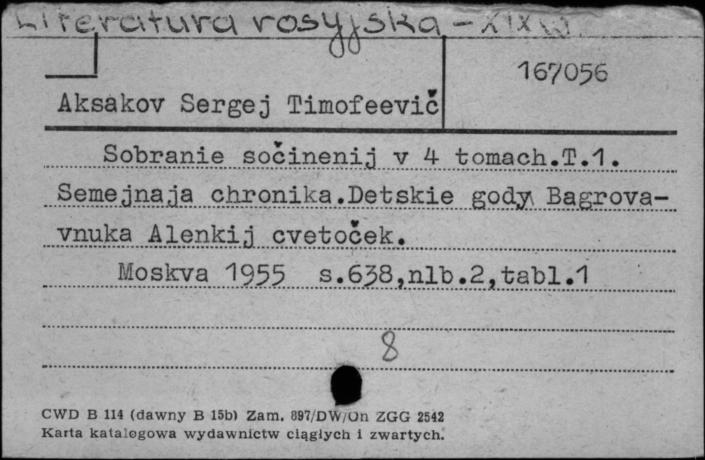 Literatura rosyjska - XIX w.
167056
Aksakov Sergej Timofeevič
Sobranie sočinenij v 4 tomach.T.1.
Semejnaja chronika.Detskie gody Bagrova-
vnuka Alenkij cvetoček.
Moskva 1955 s.638,nlb.2,tabl.1
8
CWD B 114 (dawny B 15b) Zam. 897/DW/On ZGG 2542
Karta katalogowa wydawnictw ciągłych i zwartych.